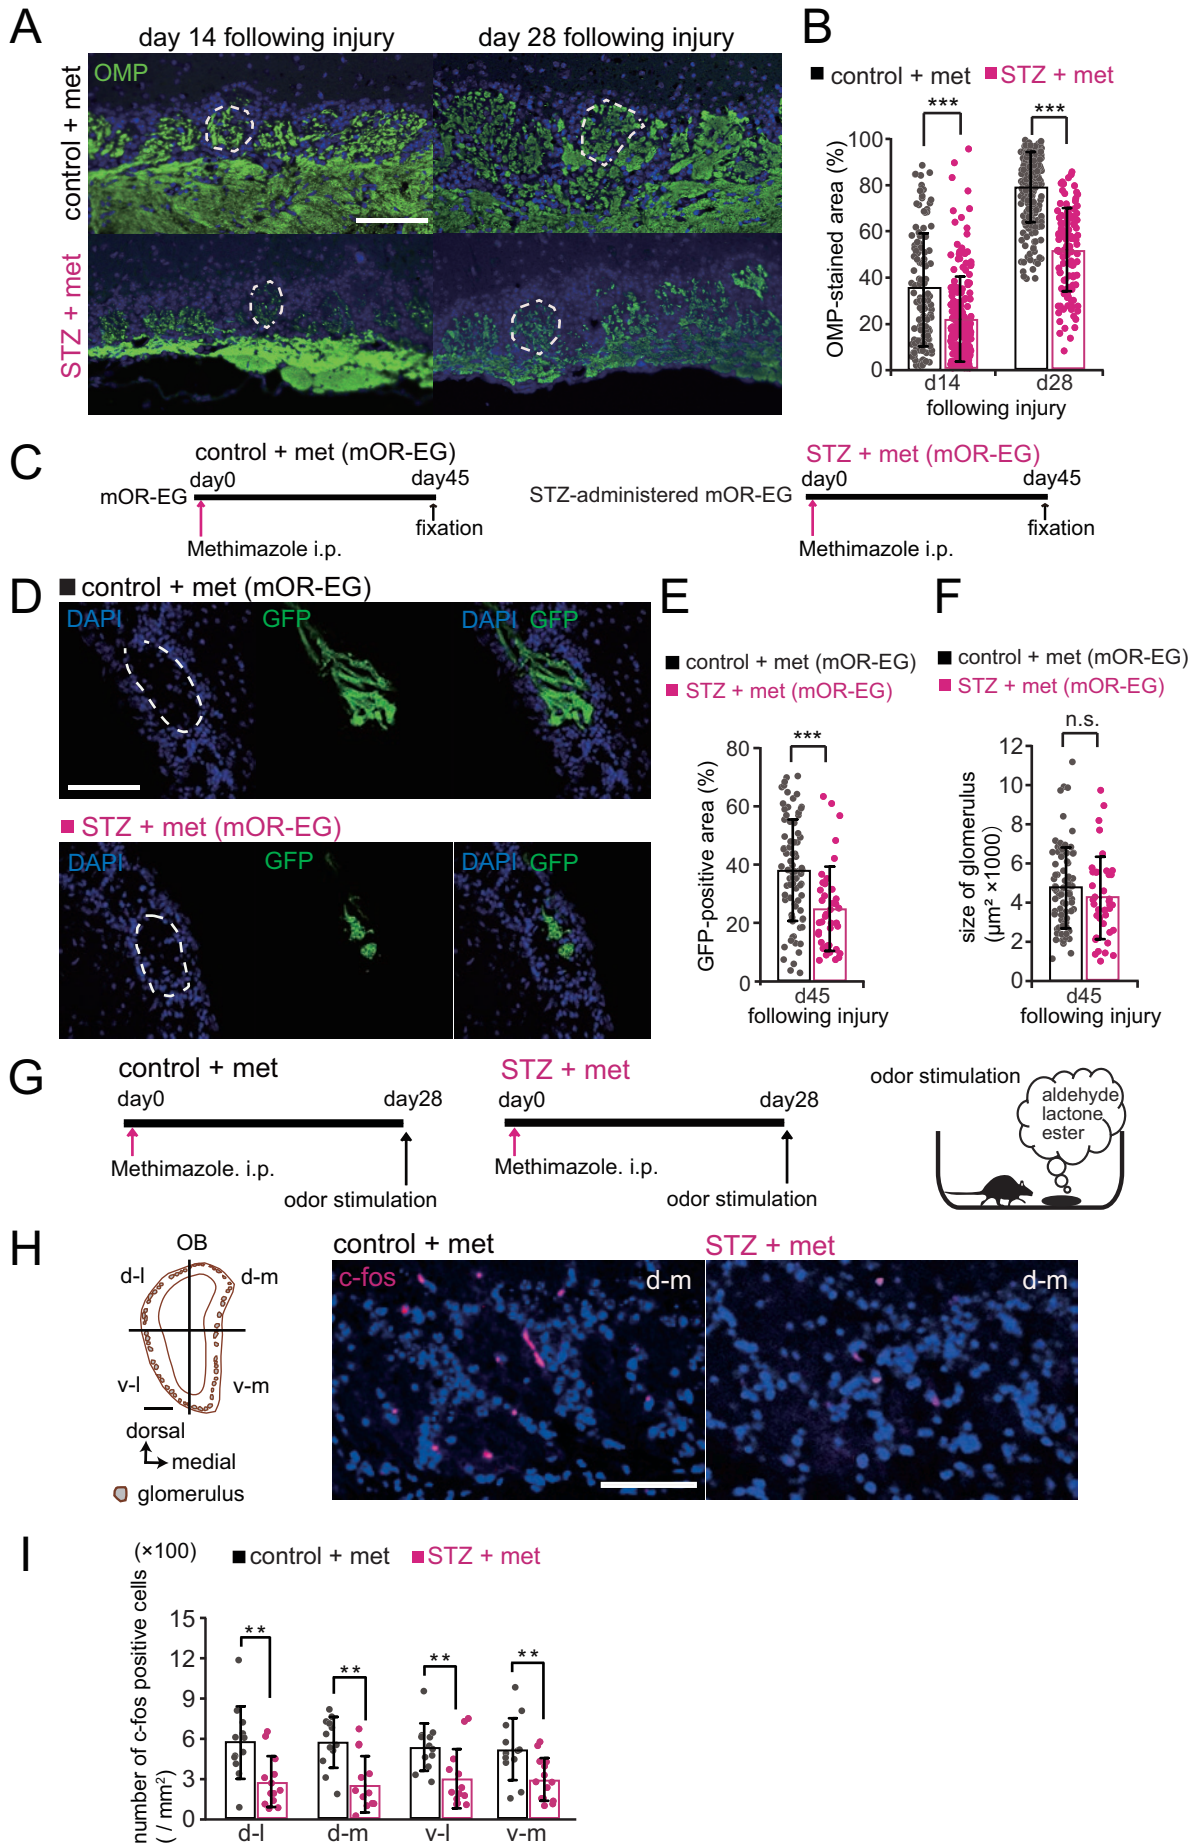 A
day 14 following injury
day 28 following injury
OMP
control + met
STZ + met
B
control + met
STZ + met
***
***
OMP-stained area (%)
100
80
60
40
20
0
d14
d28
following injury
C
control + met (mOR-EG)
day0
day45
mOR-EG
fixation
Methimazole i.p.
STZ + met (mOR-EG)
day0
day45
STZ-administered mOR-EG
fixation
Methimazole i.p.
D
control + met (mOR-EG)
DAPI
GFP
DAPI GFP
STZ + met (mOR-EG)
DAPI
GFP
DAPI GFP
E
control + met (mOR-EG)
STZ + met (mOR-EG)
***
GFP-positive area (%)
80
60
40
20
0
d45
following injury
F
control + met (mOR-EG)
STZ + met (mOR-EG)
n.s.
size of glomerulus
(µm² ×1000)
12
10
8
6
4
2
0
d45
following injury
G
control + met
day0
day28
Methimazole. i.p.
odor stimulation
STZ + met
day0
day28
Methimazole. i.p.
odor stimulation
odor stimulation
aldehyde
lactone
ester
H
OB
d-l
d-m
v-l
v-m
dorsal
medial
glomerulus
control + met
c-fos
d-m
STZ + met
d-m
I
(×100)
control + met
STZ + met
number of c-fos positive cells
( / mm²)
15
12
9
6
3
0
**
**
**
**
d-l
d-m
v-l
v-m